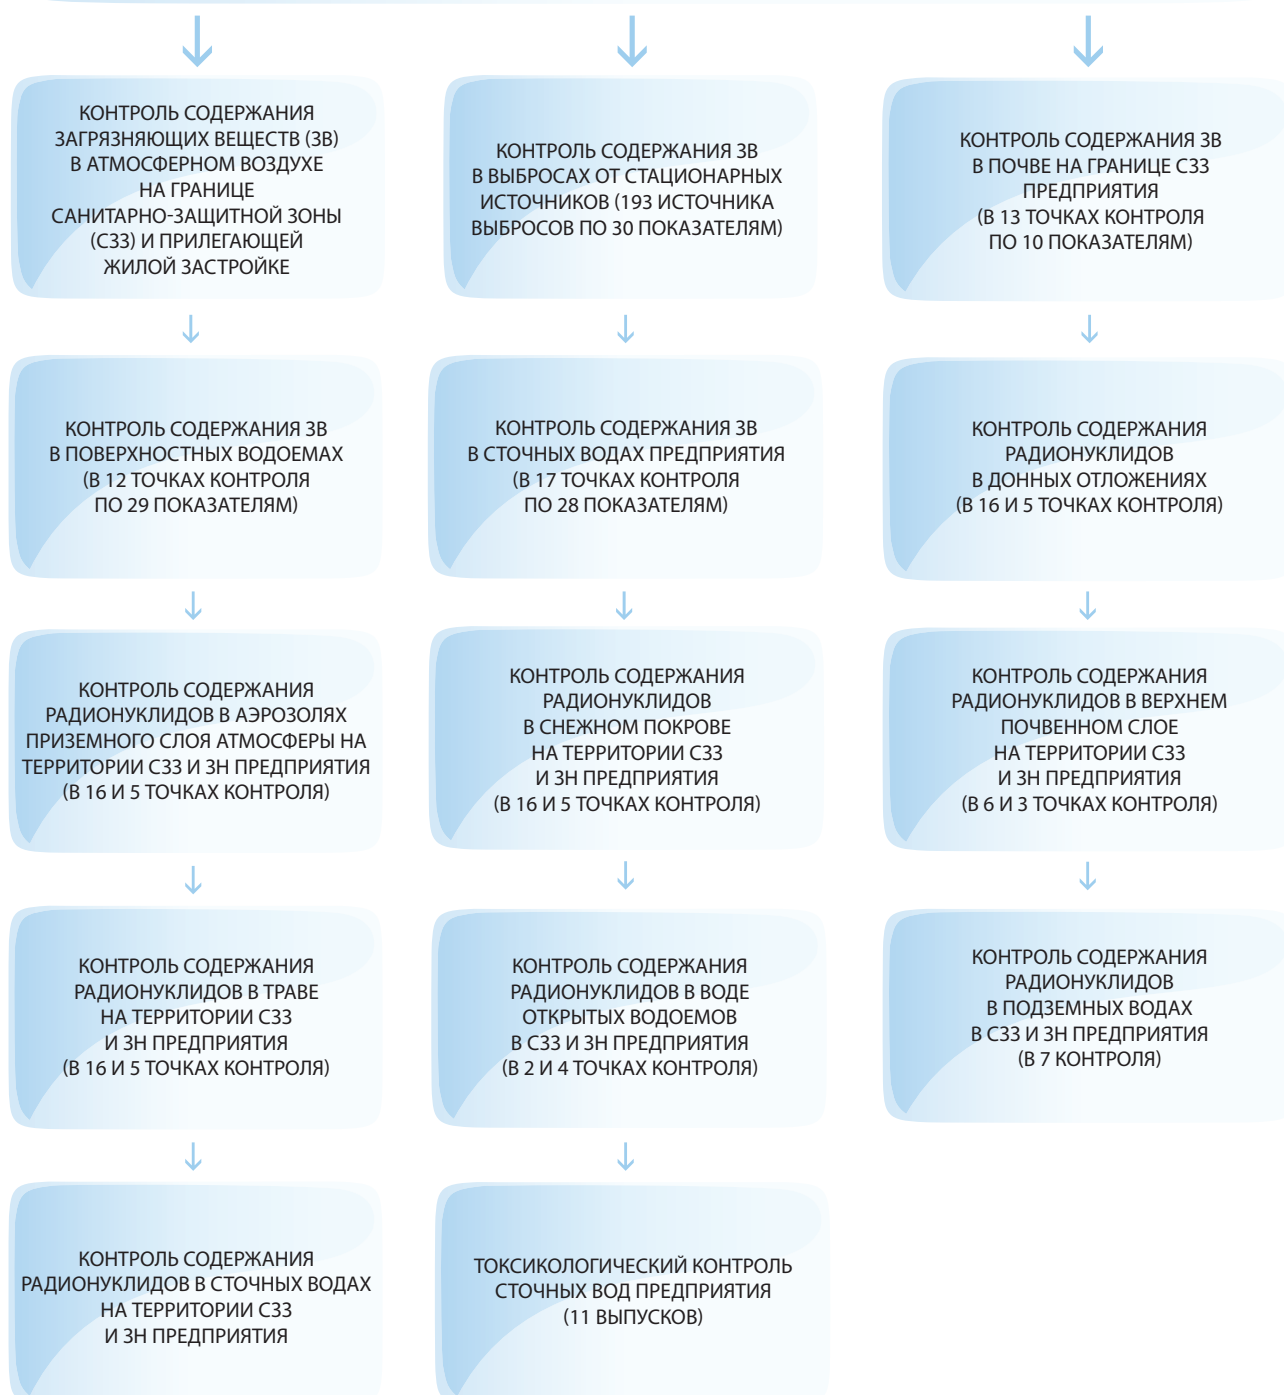 КОНТРОЛЬ СОДЕРЖАНИЯ
ЗАГРЯЗНЯЮЩИХ ВЕЩЕСТВ (ЗВ)
В АТМОСФЕРНОМ ВОЗДУХЕ
НА ГРАНИЦЕ
САНИТАРНО-ЗАЩИТНОЙ ЗОНЫ
(СЗЗ) И ПРИЛЕГАЮЩЕЙ
ЖИЛОЙ ЗАСТРОЙКЕ
КОНТРОЛЬ СОДЕРЖАНИЯ ЗВ
В ВЫБРОСАХ ОТ СТАЦИОНАРНЫХ
ИСТОЧНИКОВ (193 ИСТОЧНИКА
ВЫБРОСОВ ПО 30 ПОКАЗАТЕЛЯМ)
КОНТРОЛЬ СОДЕРЖАНИЯ ЗВ
В ПОЧВЕ НА ГРАНИЦЕ СЗЗ
ПРЕДПРИЯТИЯ
(В 13 ТОЧКАХ КОНТРОЛЯ
ПО 10 ПОКАЗАТЕЛЯМ)
КОНТРОЛЬ СОДЕРЖАНИЯ ЗВ
В ПОВЕРХНОСТНЫХ ВОДОЕМАХ
(В 12 ТОЧКАХ КОНТРОЛЯ
ПО 29 ПОКАЗАТЕЛЯМ)
КОНТРОЛЬ СОДЕРЖАНИЯ ЗВ
В СТОЧНЫХ ВОДАХ ПРЕДПРИЯТИЯ
(В 17 ТОЧКАХ КОНТРОЛЯ
ПО 28 ПОКАЗАТЕЛЯМ)
КОНТРОЛЬ СОДЕРЖАНИЯ
РАДИОНУКЛИДОВ
В ДОННЫХ ОТЛОЖЕНИЯХ
(В 16 И 5 ТОЧКАХ КОНТРОЛЯ)
КОНТРОЛЬ СОДЕРЖАНИЯ
РАДИОНУКЛИДОВ В АЭРОЗОЛЯХ
ПРИЗЕМНОГО СЛОЯ АТМОСФЕРЫ НА
ТЕРРИТОРИИ СЗЗ И ЗН ПРЕДПРИЯТИЯ
(В 16 И 5 ТОЧКАХ КОНТРОЛЯ)
КОНТРОЛЬ СОДЕРЖАНИЯ
РАДИОНУКЛИДОВ
В СНЕЖНОМ ПОКРОВЕ
НА ТЕРРИТОРИИ СЗЗ
И ЗН ПРЕДПРИЯТИЯ
(В 16 И 5 ТОЧКАХ КОНТРОЛЯ)
КОНТРОЛЬ СОДЕРЖАНИЯ
РАДИОНУКЛИДОВ В ВЕРХНЕМ
ПОЧВЕННОМ СЛОЕ
НА ТЕРРИТОРИИ СЗЗ
И ЗН ПРЕДПРИЯТИЯ
(В 6 И 3 ТОЧКАХ КОНТРОЛЯ)
КОНТРОЛЬ СОДЕРЖАНИЯ
РАДИОНУКЛИДОВ В ТРАВЕ
НА ТЕРРИТОРИИ СЗЗ
И ЗН ПРЕДПРИЯТИЯ
(В 16 И 5 ТОЧКАХ КОНТРОЛЯ)
КОНТРОЛЬ СОДЕРЖАНИЯ
РАДИОНУКЛИДОВ В ВОДЕ
ОТКРЫТЫХ ВОДОЕМОВ
В СЗЗ И ЗН ПРЕДПРИЯТИЯ
(В 2 И 4 ТОЧКАХ КОНТРОЛЯ)
КОНТРОЛЬ СОДЕРЖАНИЯ
РАДИОНУКЛИДОВ
В ПОДЗЕМНЫХ ВОДАХ
В СЗЗ И ЗН ПРЕДПРИЯТИЯ
(В 7 КОНТРОЛЯ)
КОНТРОЛЬ СОДЕРЖАНИЯ
РАДИОНУКЛИДОВ В СТОЧНЫХ ВОДАХ
НА ТЕРРИТОРИИ СЗЗ
И ЗН ПРЕДПРИЯТИЯ
ТОКСИКОЛОГИЧЕСКИЙ КОНТРОЛЬ
СТОЧНЫХ ВОД ПРЕДПРИЯТИЯ
(11 ВЫПУСКОВ)